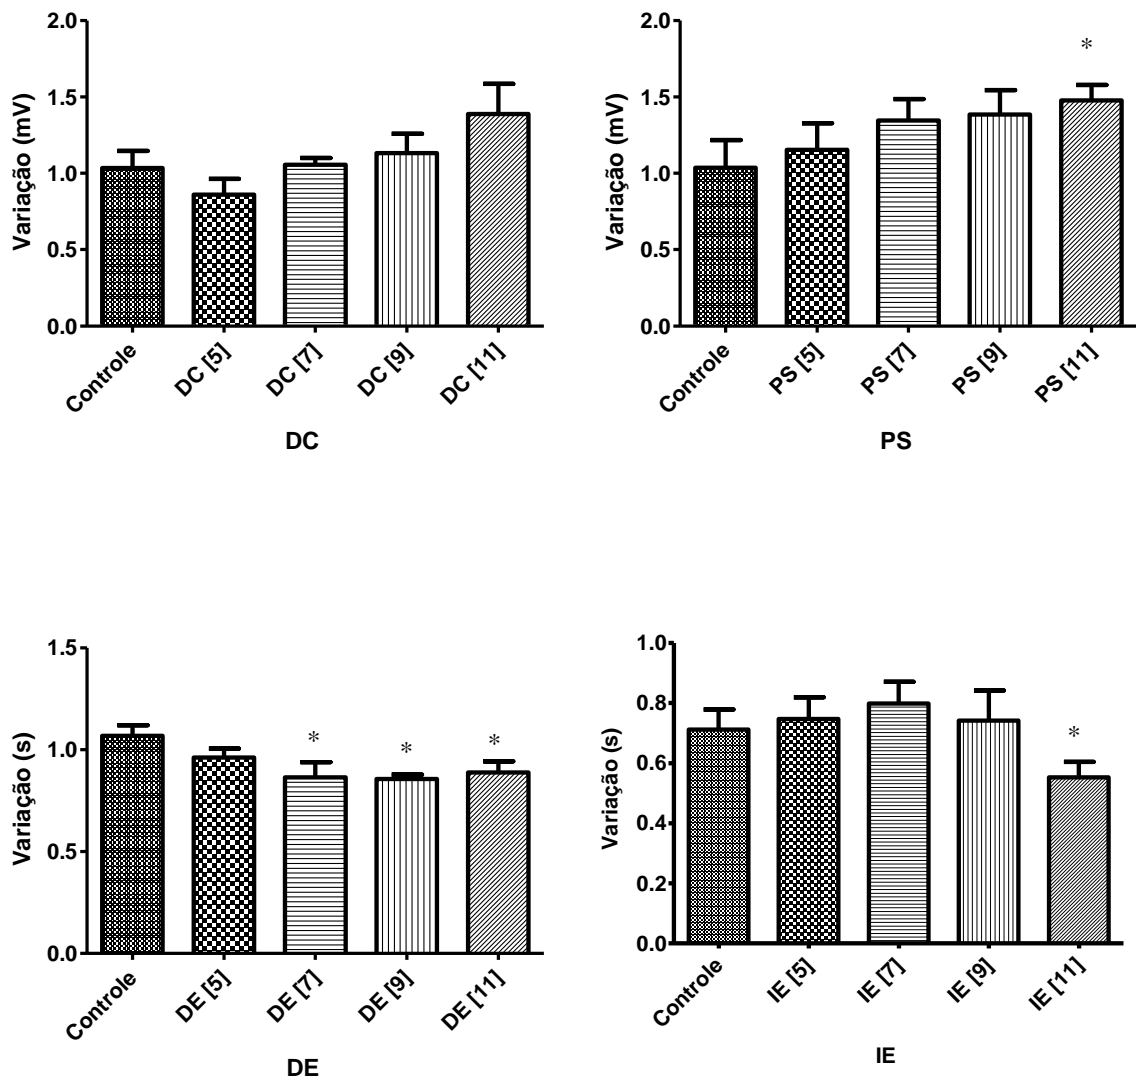 2.0
1.5
1.0
0.5
0.0
Variação (mV)
Controle
DC [5]
DC [7]
DC [9]
DC [11]
DC
2.0
1.5
1.0
0.5
0.0
Variação (mV)
*
Controle
PS [5]
PS [7]
PS [9]
PS [11]
PS
1.5
1.0
0.5
0.0
Variação (s)
*
*
*
Controle
DE [5]
DE [7]
DE [9]
DE [11]
DE
1.0
0.8
0.6
0.4
0.2
0.0
Variação (s)
*
Controle
IE [5]
IE [7]
IE [9]
IE [11]
IE